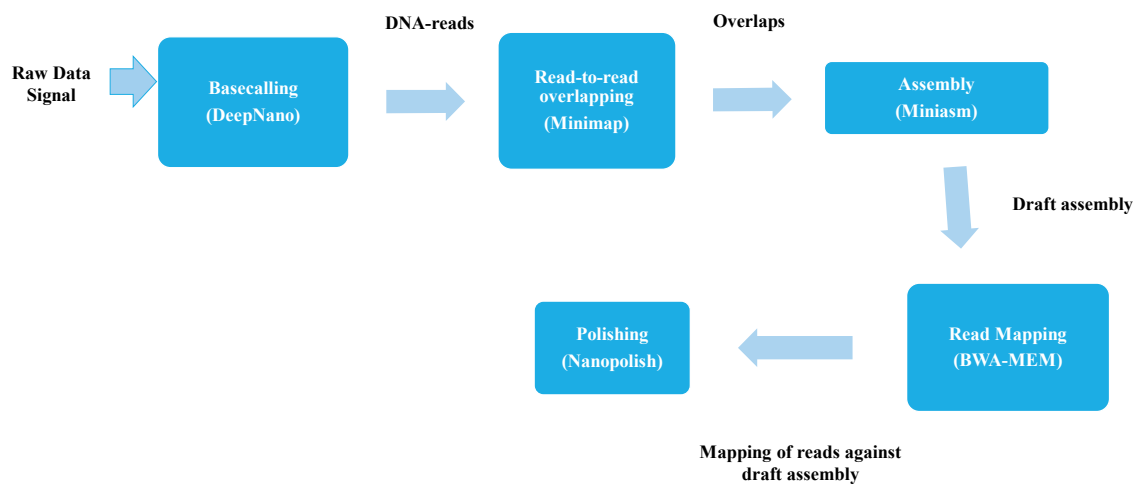 Raw Data
Signal
Basecalling
(DeepNano)
DNA-reads
Read-to-read
overlapping
(Minimap)
Overlaps
Assembly
(Miniasm)
Draft assembly
Read Mapping
(BWA-MEM)
Mapping of reads against
draft assembly
Polishing
(Nanopolish)